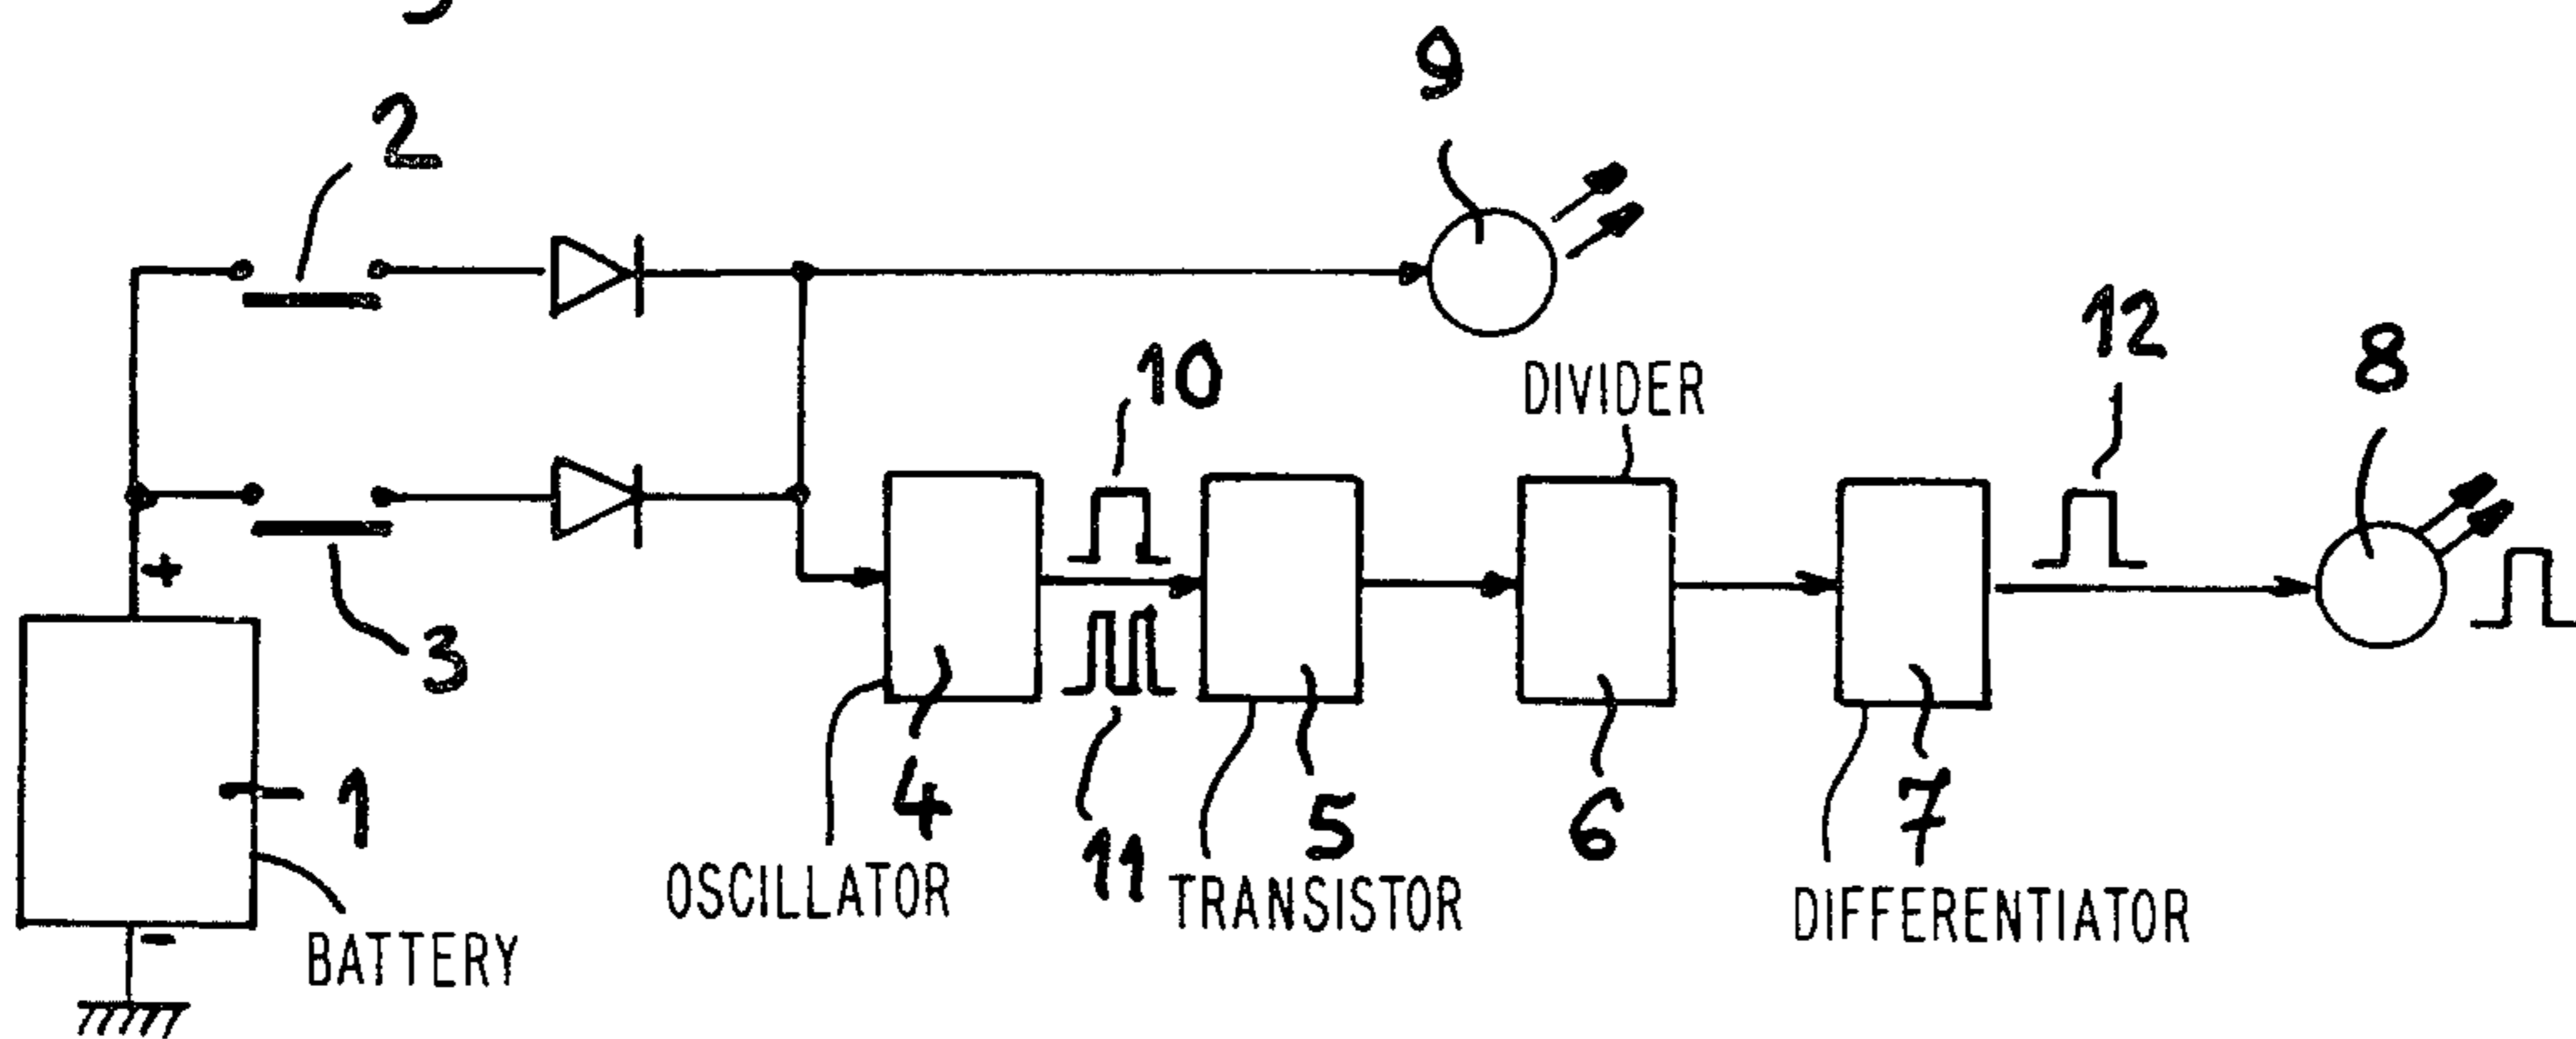 9
2
12
10
8
DIVIDER
+
3
1
4
5
6
7
11
OSCILLATOR
TRANSISTOR
DIFFERENTIATOR
BATTERY
-